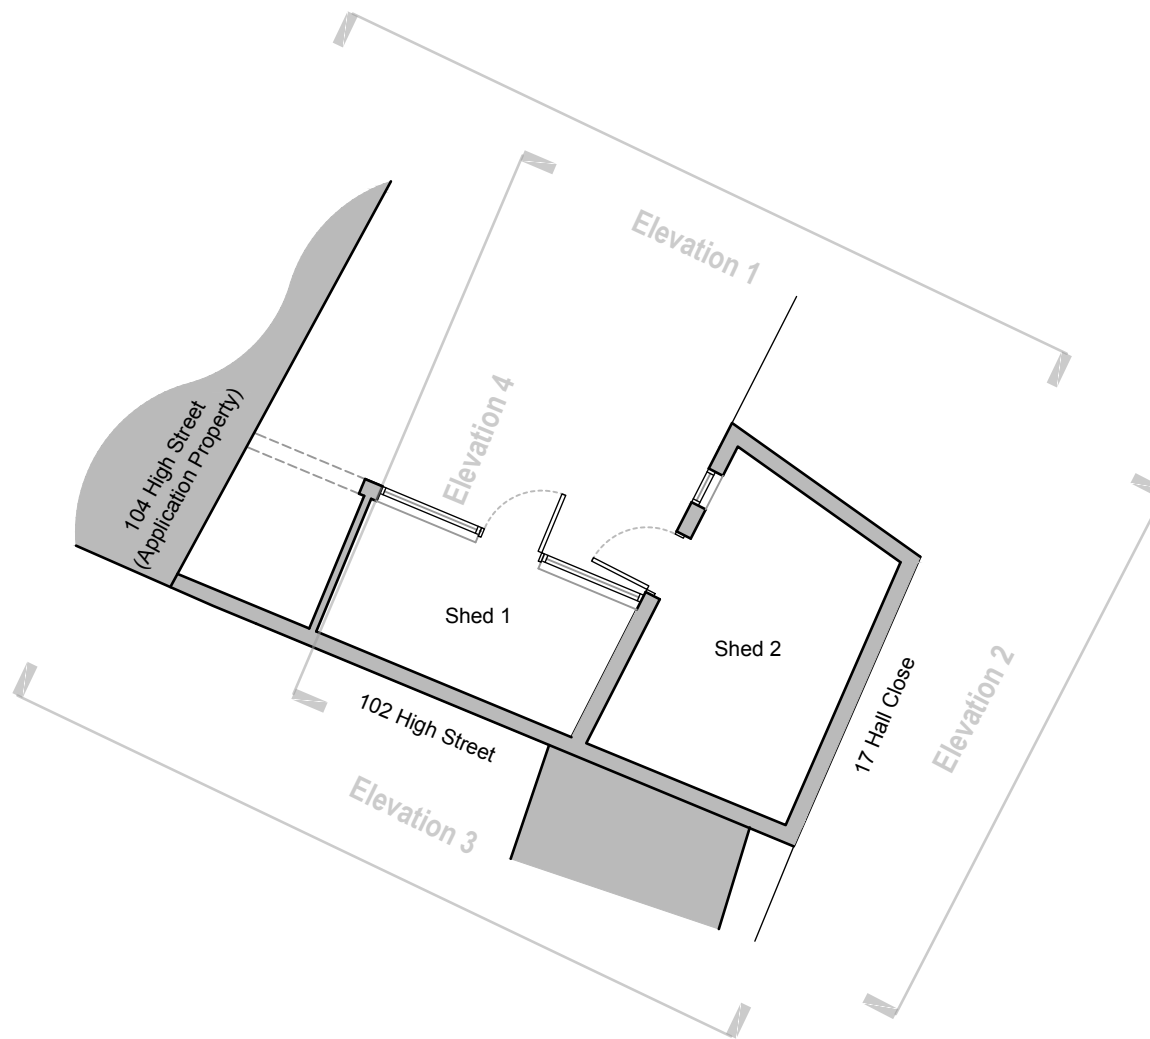 Elevation 1
Elevation 4
104 High Street
(Application Property)
Shed 1
Shed 2
17 Hall Close
Elevation 2
102 High Street
Elevation 3